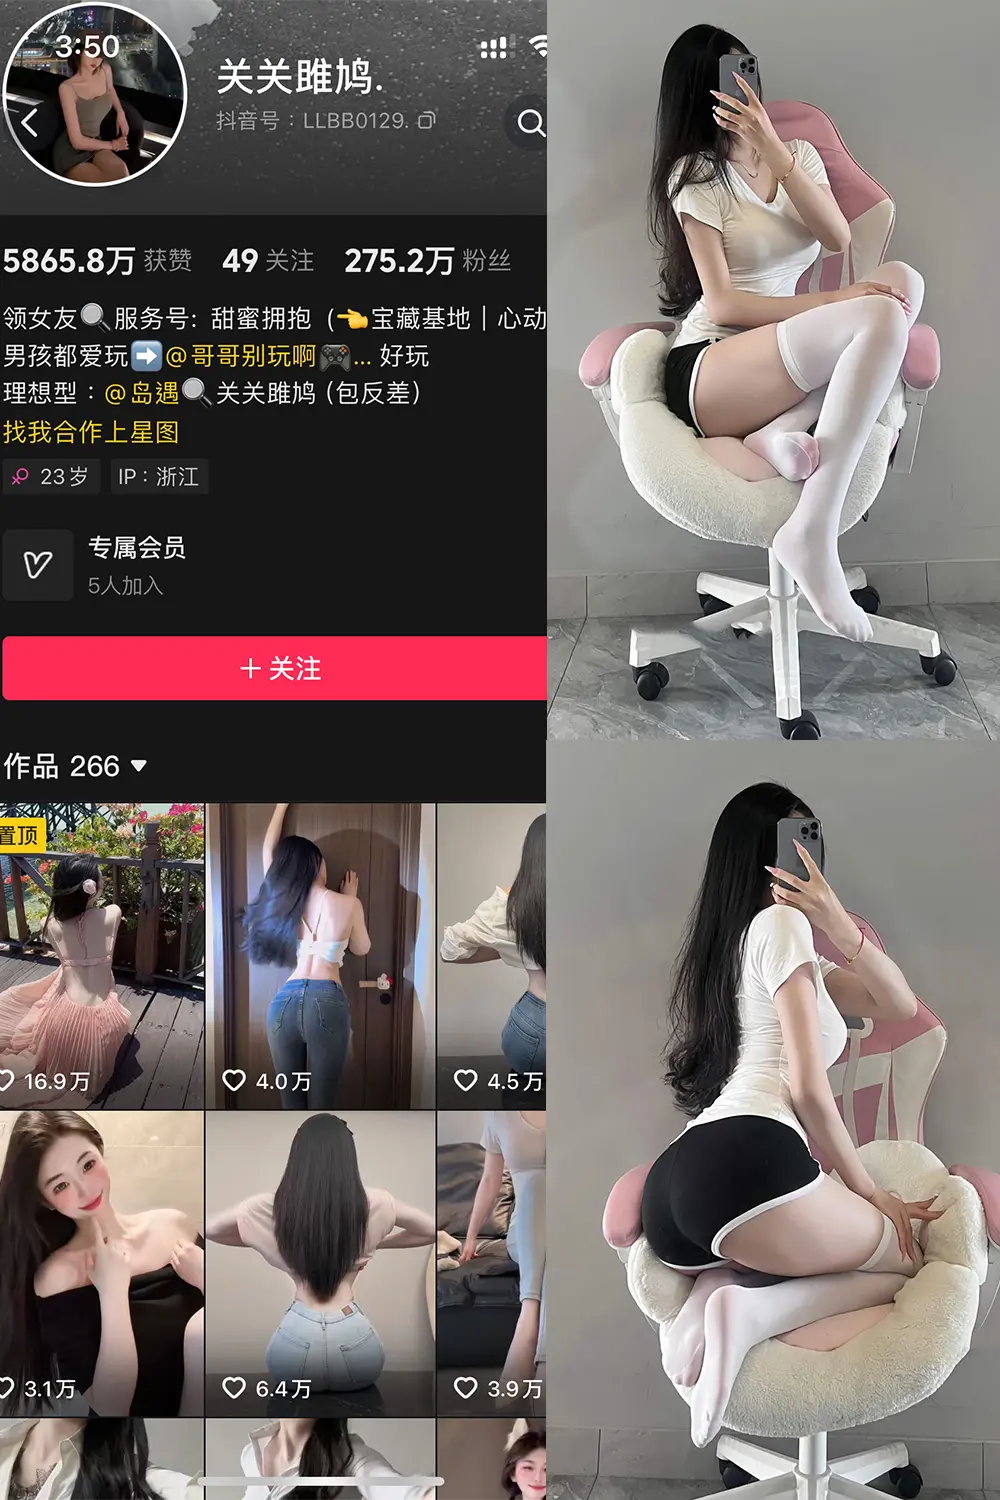 3:50
关关雎鸠.
抖音号：LLBB0129.
5865.8万 获赞 49 关注 275.2万 粉丝
领女友🔍服务号: 甜蜜拥抱（👈宝藏基地｜心动
男孩都爱玩➡️@哥哥别玩啊🎮... 好玩
理想型：@岛遇🔍关关雎鸠（包反差）
找我合作上星图
23岁 IP：浙江
专属会员
5人加入
＋关注
作品 266
置顶
16.9万 4.0万 4.5万
3.1万 6.4万 3.9万